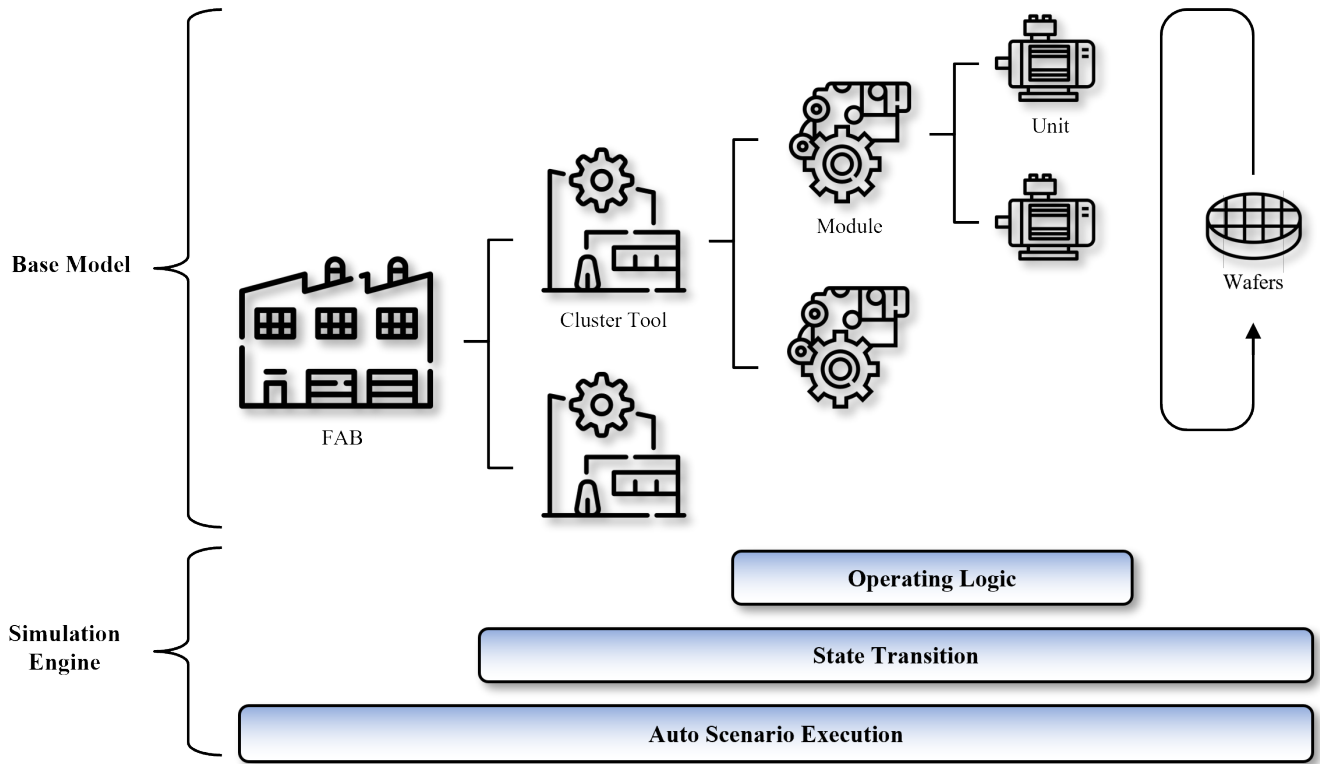 Unit
Module
Base Model
Wafers
Cluster Tool
FAB
Operating Logic
Simulation
Engine
State Transition
Auto Scenario Execution